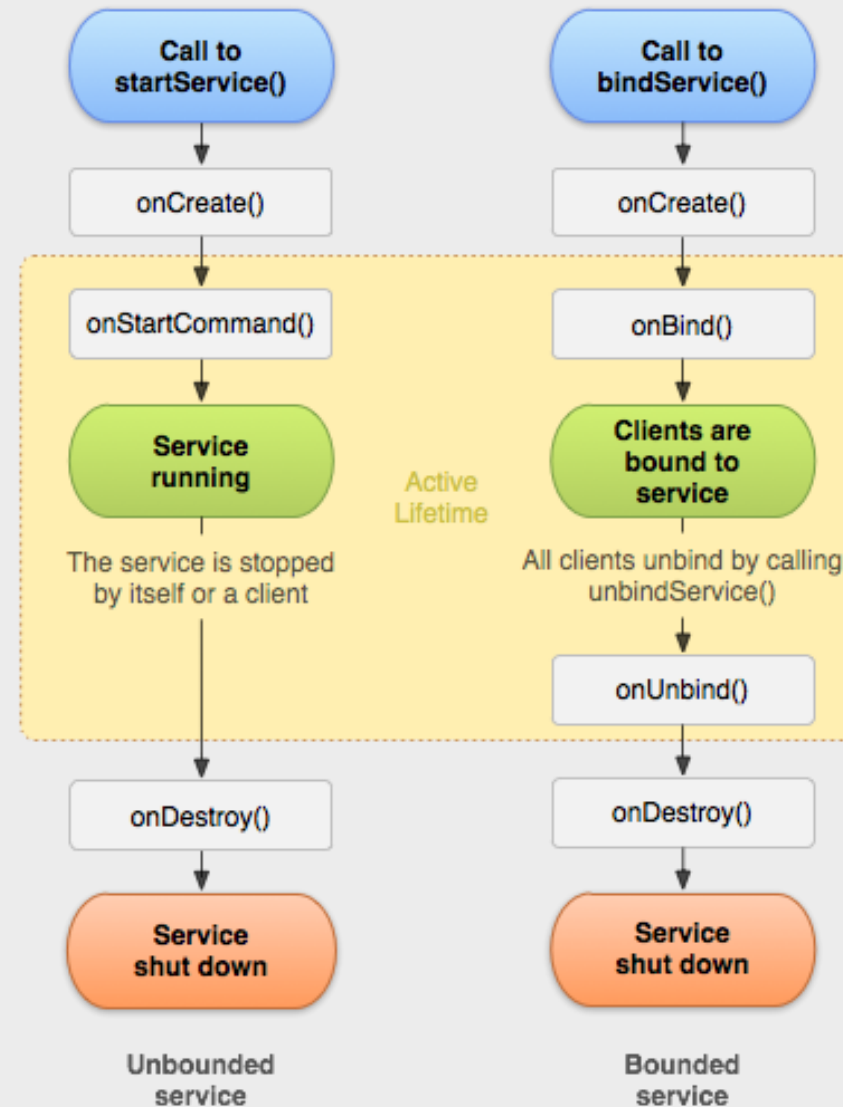 Call to
startService()
onCreate()
onStartCommand()
Service
running
The service is stopped
by itself or a client
onDestroy()
Service
shut down
Unbounded
service
Active
Lifetime
Call to
bindService()
onCreate()
onBind()
Clients are
bound to
service
All clients unbind by calling
unbindService()
onUnbind()
onDestroy()
Service
shut down
Bounded
service